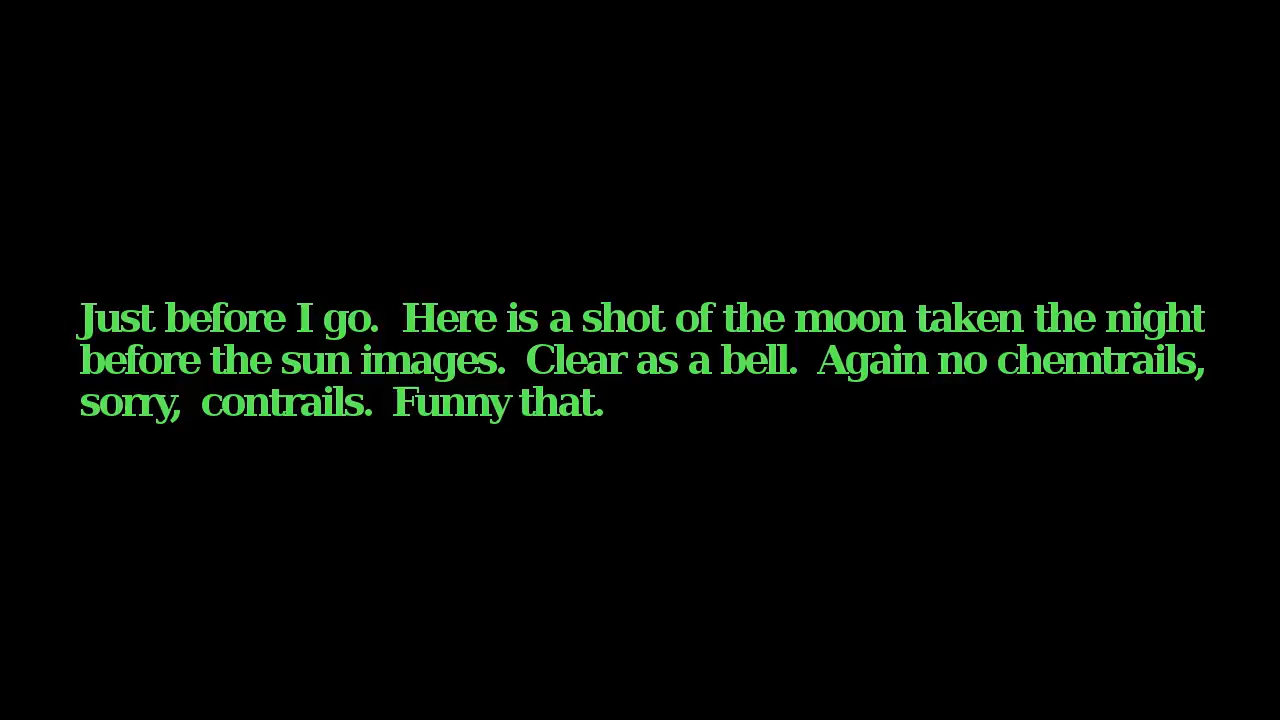 Just before I go.  Here is a shot of the moon taken the night
before the sun images.  Clear as a bell.  Again no chemtrails,
sorry,  contrails.  Funny that.